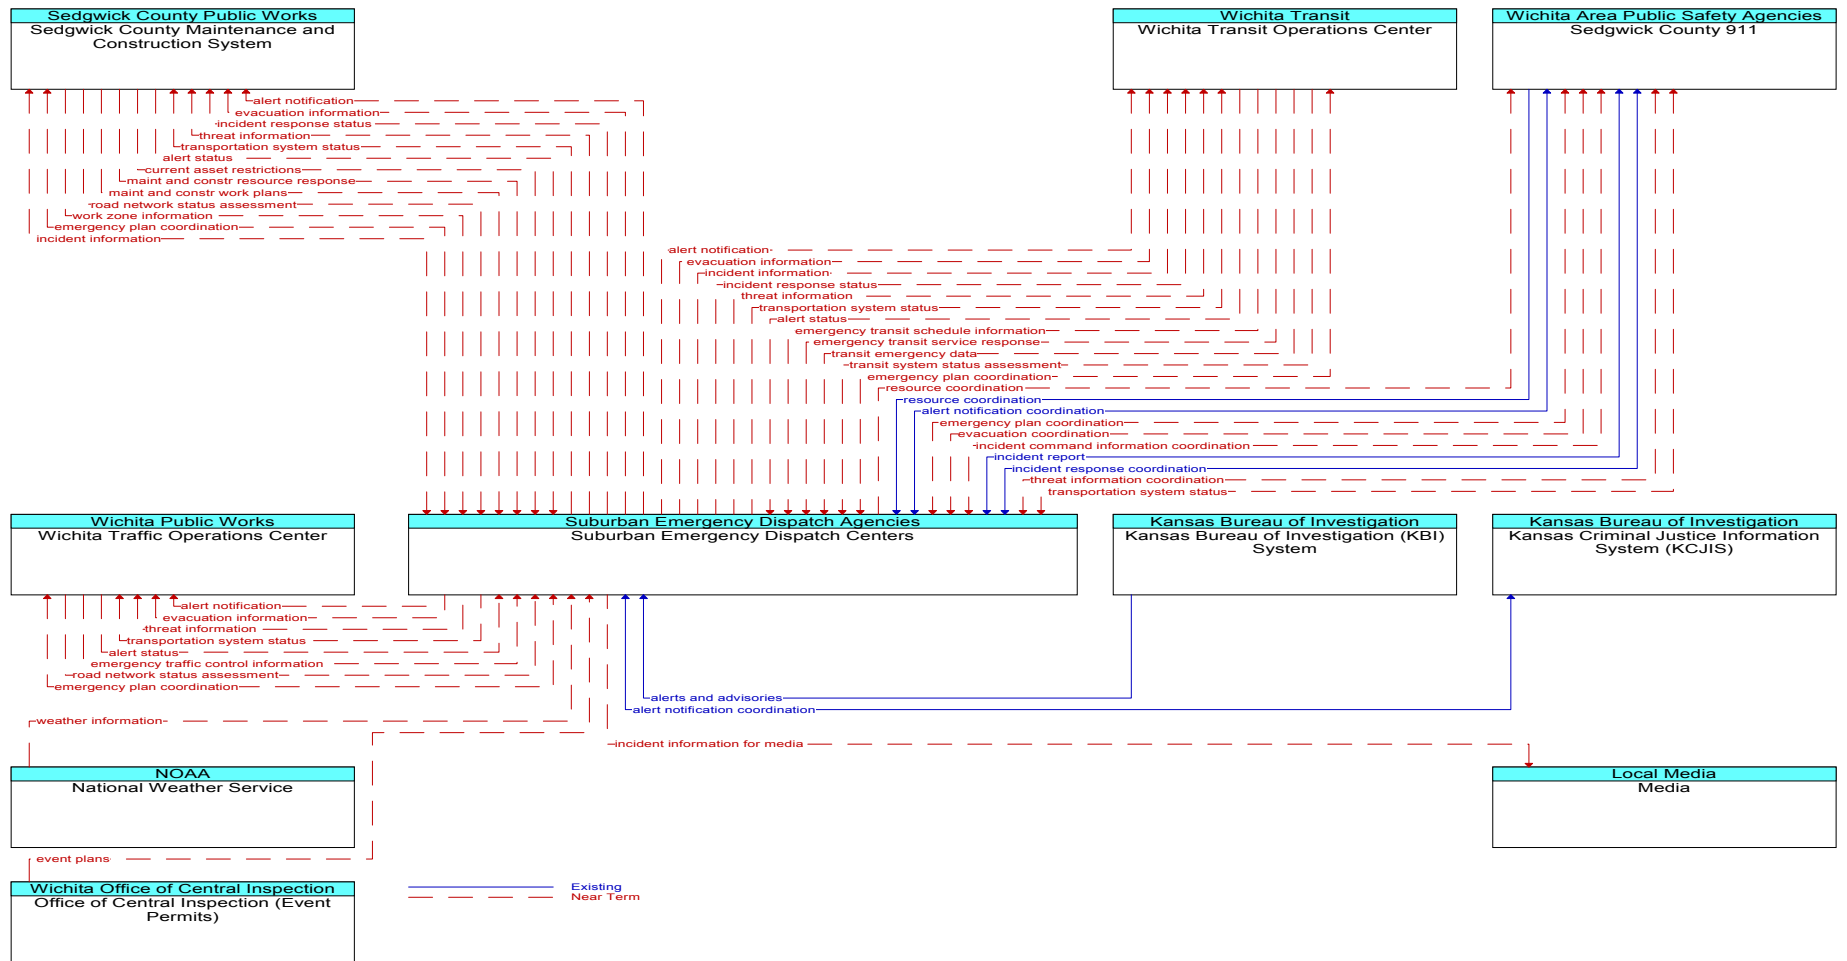 Sedgwick County Public Works
Sedgwick County Maintenance and
Construction System
Wichita Transit
Wichita Transit Operations Center
Wichita Area Public Safety Agencies
Sedgwick County 911
alert notification
evacuation information
incident response status
threat information
transportation system status
alert status
current asset restrictions
maint and constr resource response
maint and constr work plans
road network status assessment
work zone information
emergency plan coordination
incident information
alert notification
evacuation information
incident information
incident response status
threat information
transportation system status
alert status
emergency transit schedule information
emergency transit service response
transit emergency data
transit system status assessment
emergency plan coordination
resource coordination
resource coordination
alert notification coordination
emergency plan coordination
evacuation coordination
incident command information coordination
incident report
incident response coordination
threat information coordination
transportation system status
Wichita Public Works
Wichita Traffic Operations Center
Suburban Emergency Dispatch Agencies
Suburban Emergency Dispatch Centers
Kansas Bureau of Investigation
Kansas Bureau of Investigation (KBI)
System
Kansas Bureau of Investigation
Kansas Criminal Justice Information
System (KCJIS)
alert notification
evacuation information
threat information
transportation system status
alert status
emergency traffic control information
road network status assessment
emergency plan coordination
alerts and advisories
alert notification coordination
weather information
incident information for media
NOAA
National Weather Service
Local Media
Media
event plans
Wichita Office of Central Inspection
Office of Central Inspection (Event
Permits)
Existing
Near Term